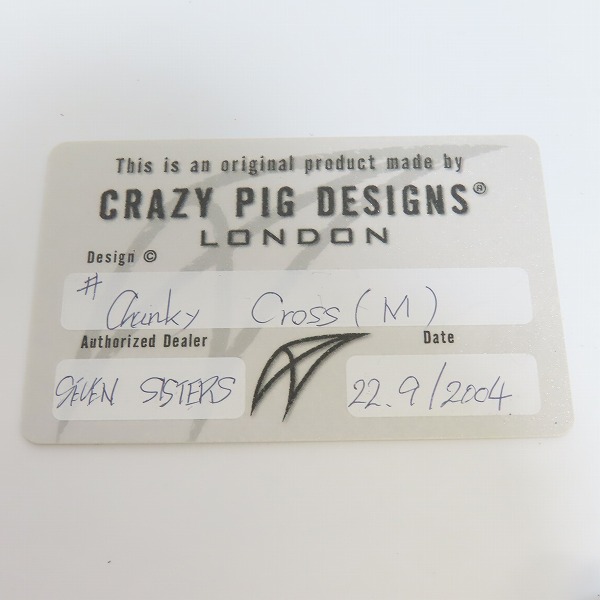 This is an original product made by
CRAZY PIG DESIGNS®
LONDON
Design ©
# Chunky Cross (M)
Authorized Dealer
Date
SEVEN SISTERS
22.9/2004